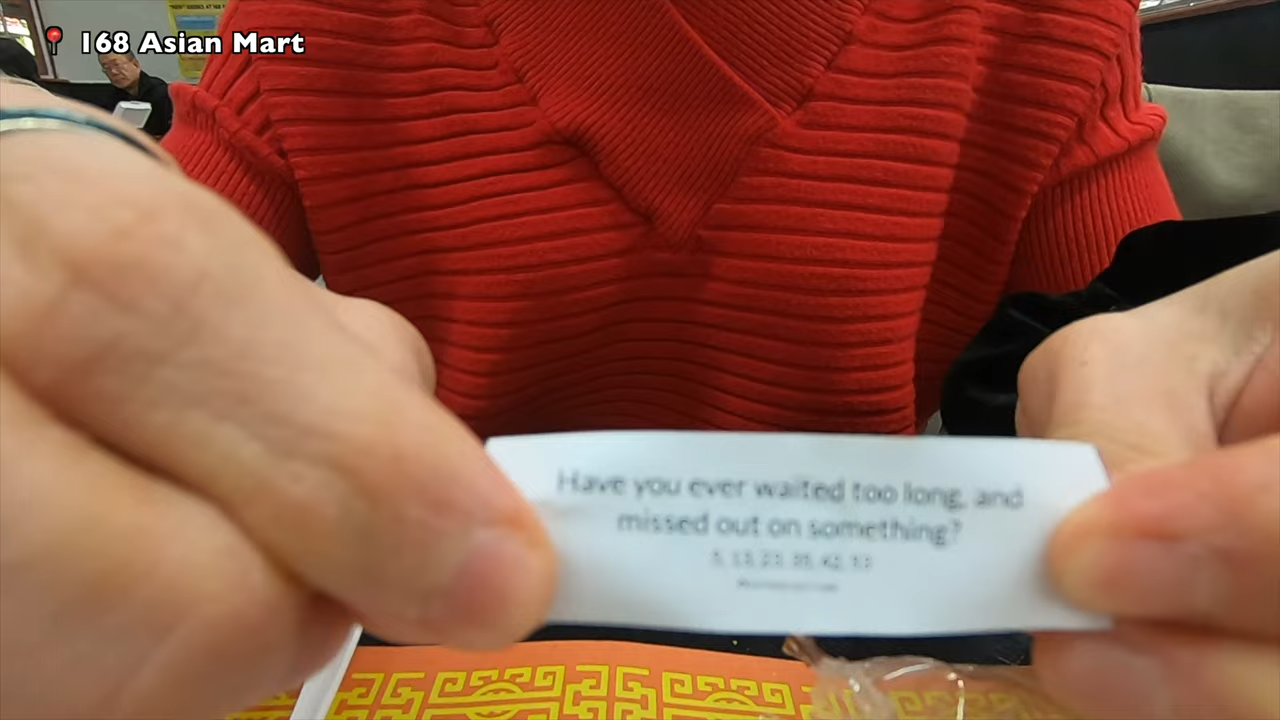 168 Asian Mart
Have you ever waited too long, and
missed out on something?